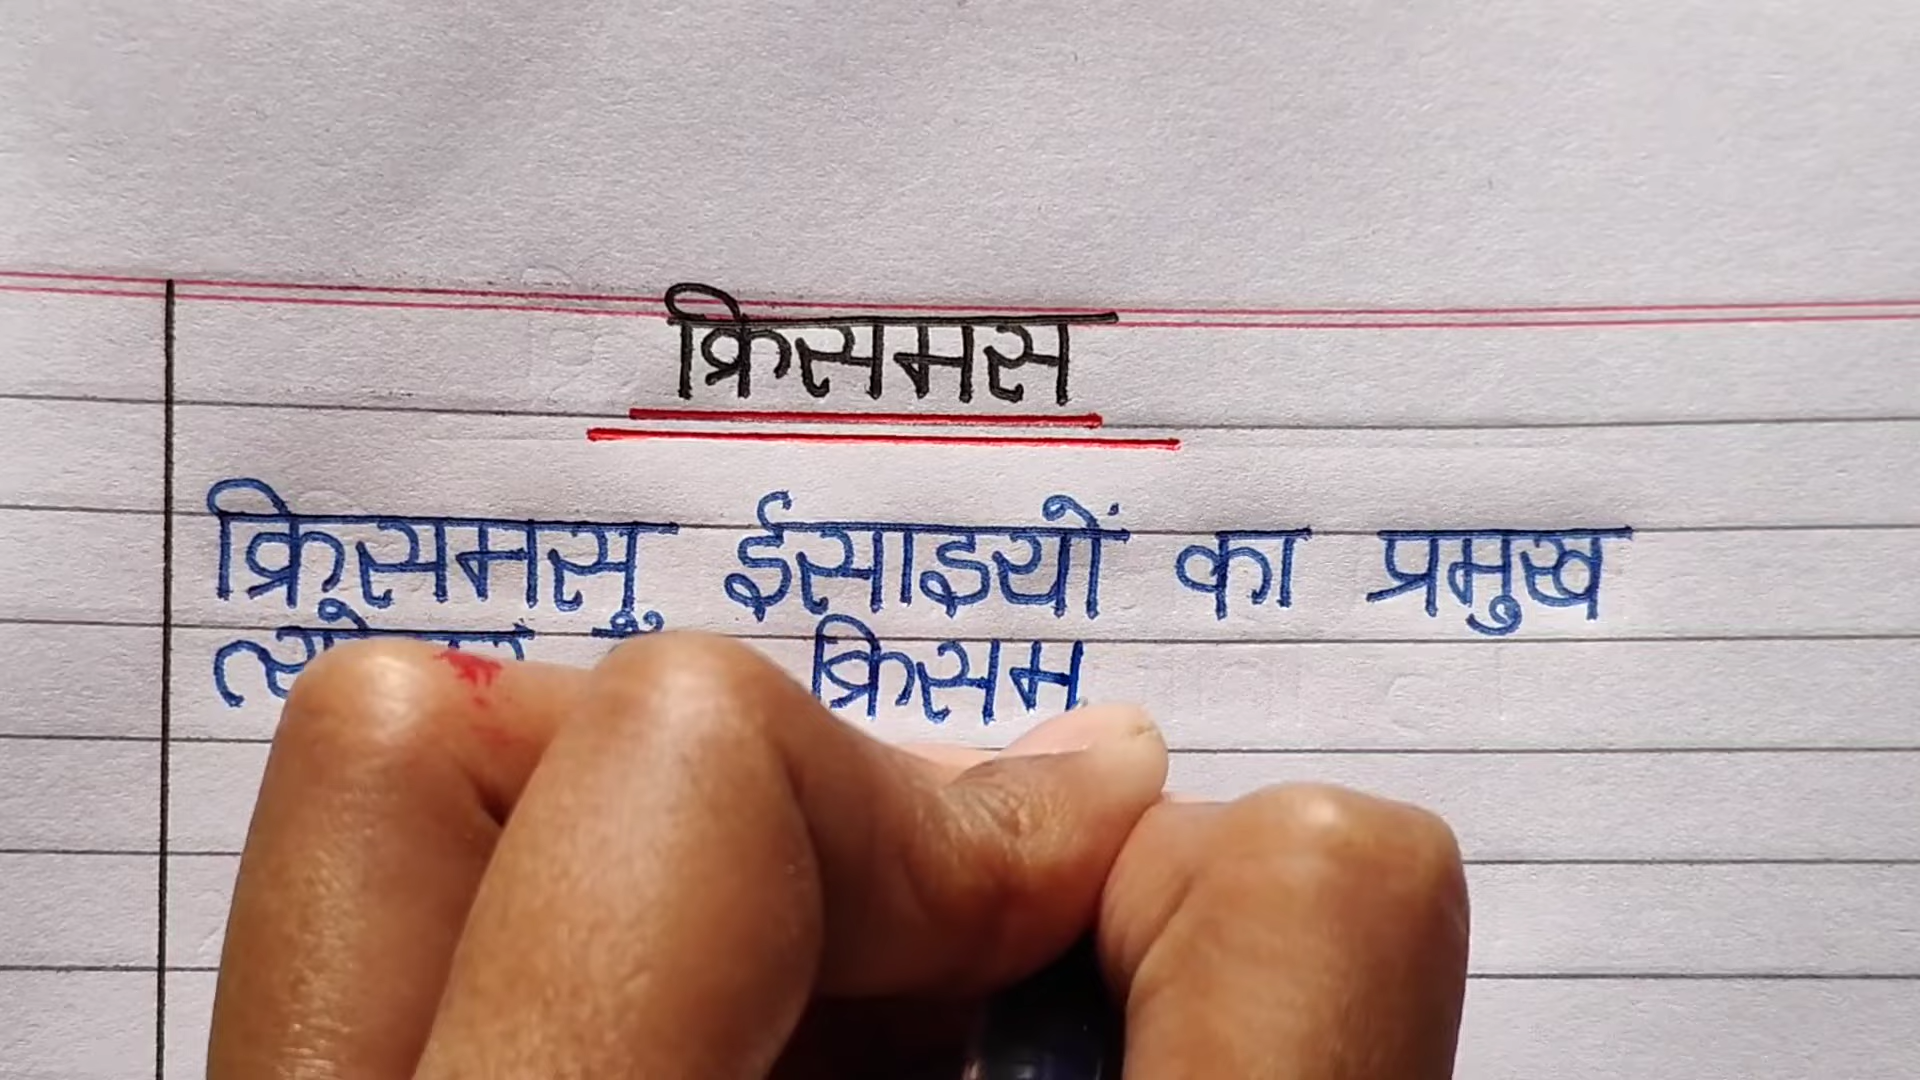 क्रिसमस
क्रिसमस ईसाइयों का प्रमुख
क्रिसम